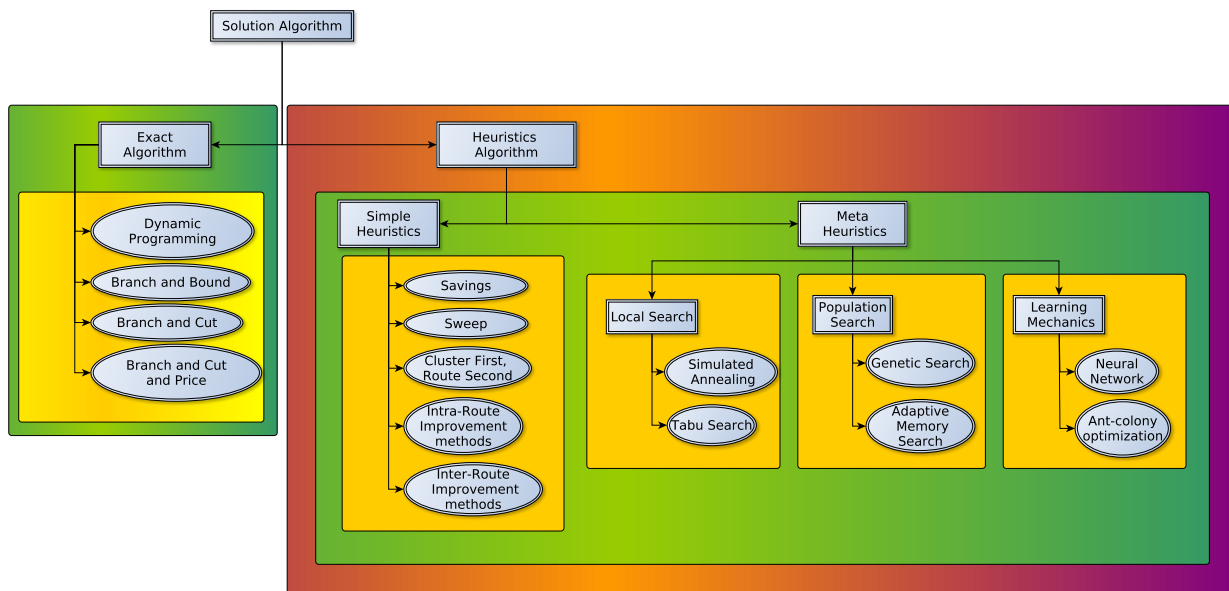 Solution Algorithm
Exact
Algorithm
Dynamic
Programming
Branch and Bound
Branch and Cut
Branch and Cut
and Price
Heuristics
Algorithm
Simple
Heuristics
Savings
Sweep
Cluster First,
Route Second
Intra-Route
Improvement
methods
Inter-Route
Improvement
methods
Meta
Heuristics
Local Search
Simulated
Annealing
Tabu Search
Population
Search
Genetic Search
Adaptive
Memory
Search
Learning
Mechanics
Neural
Network
Ant-colony
optimization